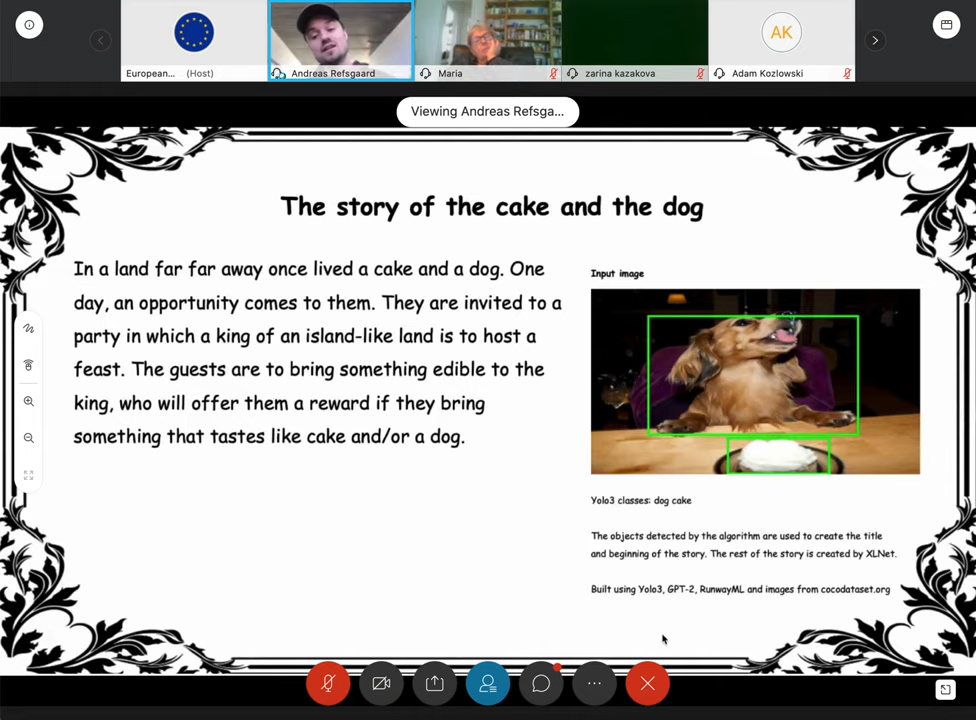 European... (Host)
Andreas Refsgaard
Maria
zarina kazakova
AK
Adam Kozlowski
Viewing Andreas Refsga...
The story of the cake and the dog
In a land far far away once lived a cake and a dog. One
day, an opportunity comes to them. They are invited to a
party in which a king of an island-like land is to host a
feast. The guests are to bring something edible to the
king, who will offer them a reward if they bring
something that tastes like cake and/or a dog.
Input image
Yolo3 classes: dog cake
The objects detected by the algorithm are used to create the title
and beginning of the story. The rest of the story is created by XLNet.
Built using Yolo3, GPT-2, RunwayML and images from cocodataset.org